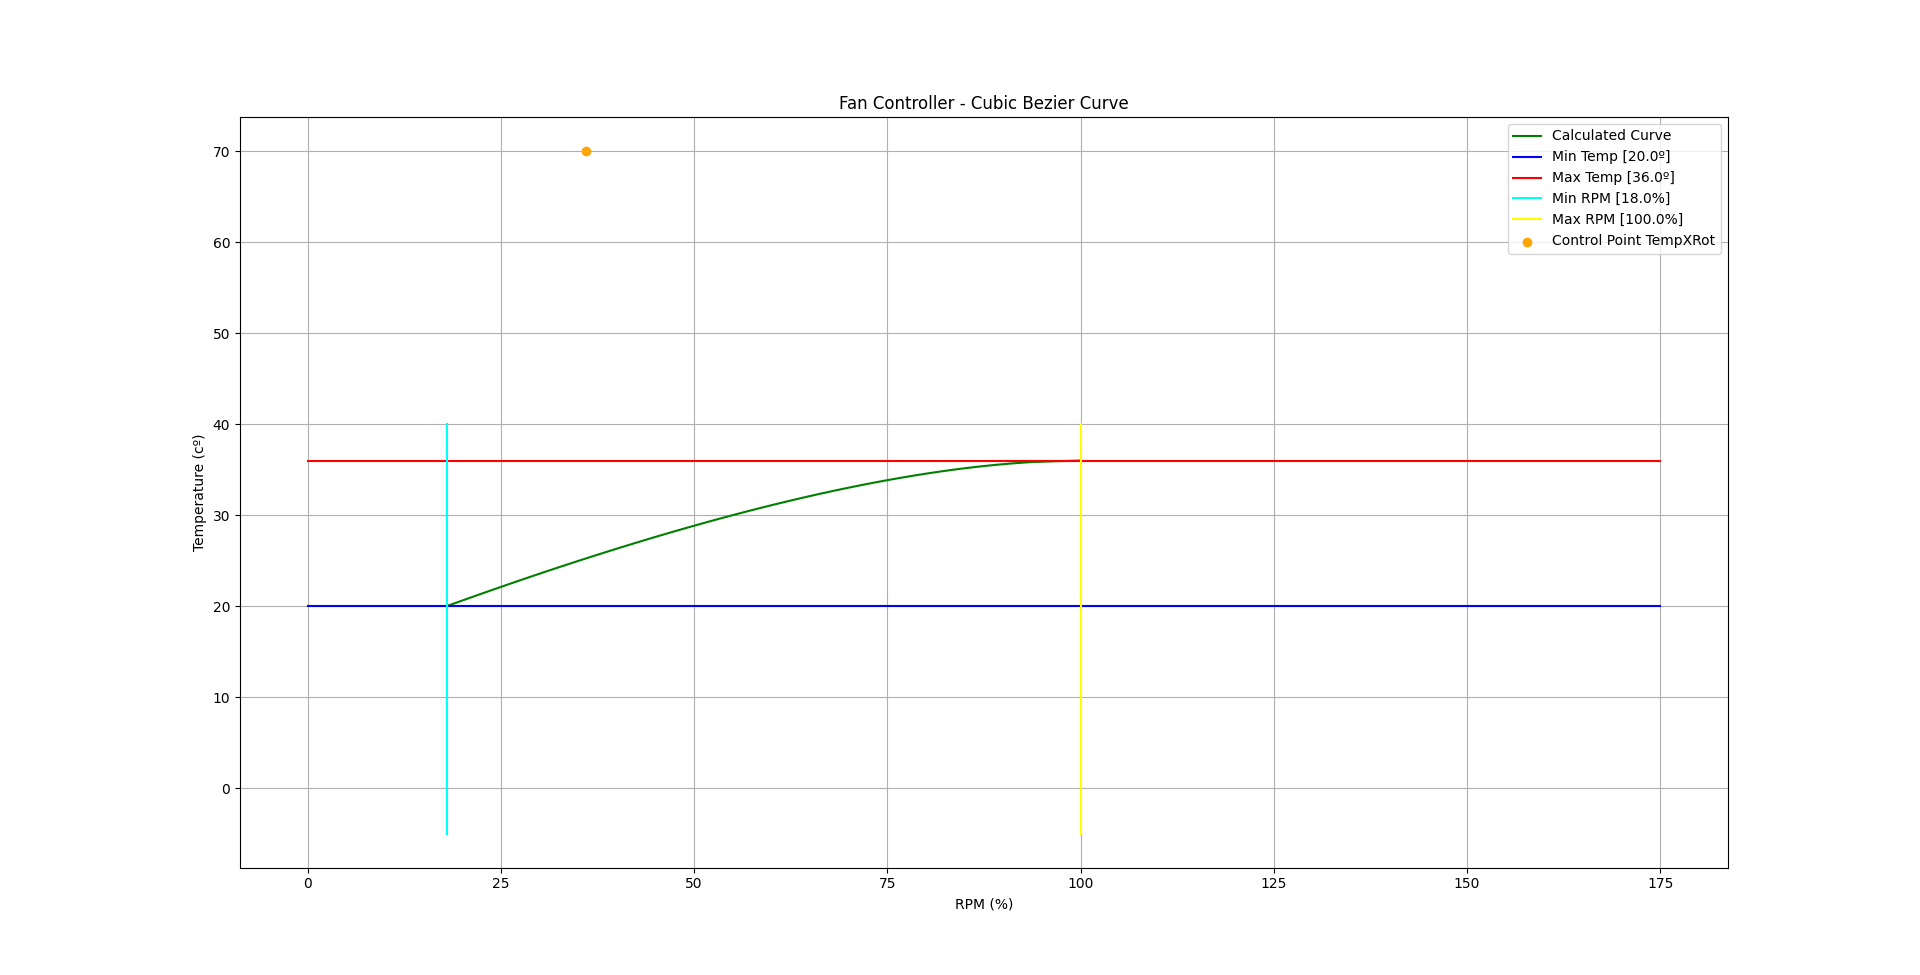 Fan Controller - Cubic Bezier Curve
Calculated Curve
Min Temp [20.0º]
Max Temp [36.0º]
Min RPM [18.0%]
Max RPM [100.0%]
Control Point TempXRot
Temperature (cº)
70
60
50
40
30
20
10
0
0 25 50 75 100 125 150 175
RPM (%)